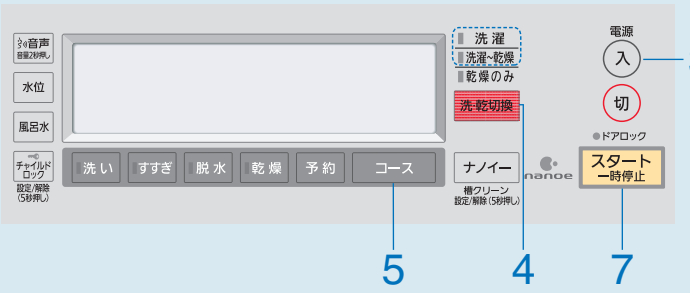 音声
音量2秒押し
水位
風呂水
チャイルド
ロック
設定/解除
(5秒押し)
洗い
すすぎ
脱水
乾燥
予約
コース
洗濯
洗濯~乾燥
乾燥のみ
洗・乾切換
ナノイー
槽クリーン
設定/解除(5秒押し)
nanoe
電源
入
切
ドアロック
スタート
一時停止
5
4
7